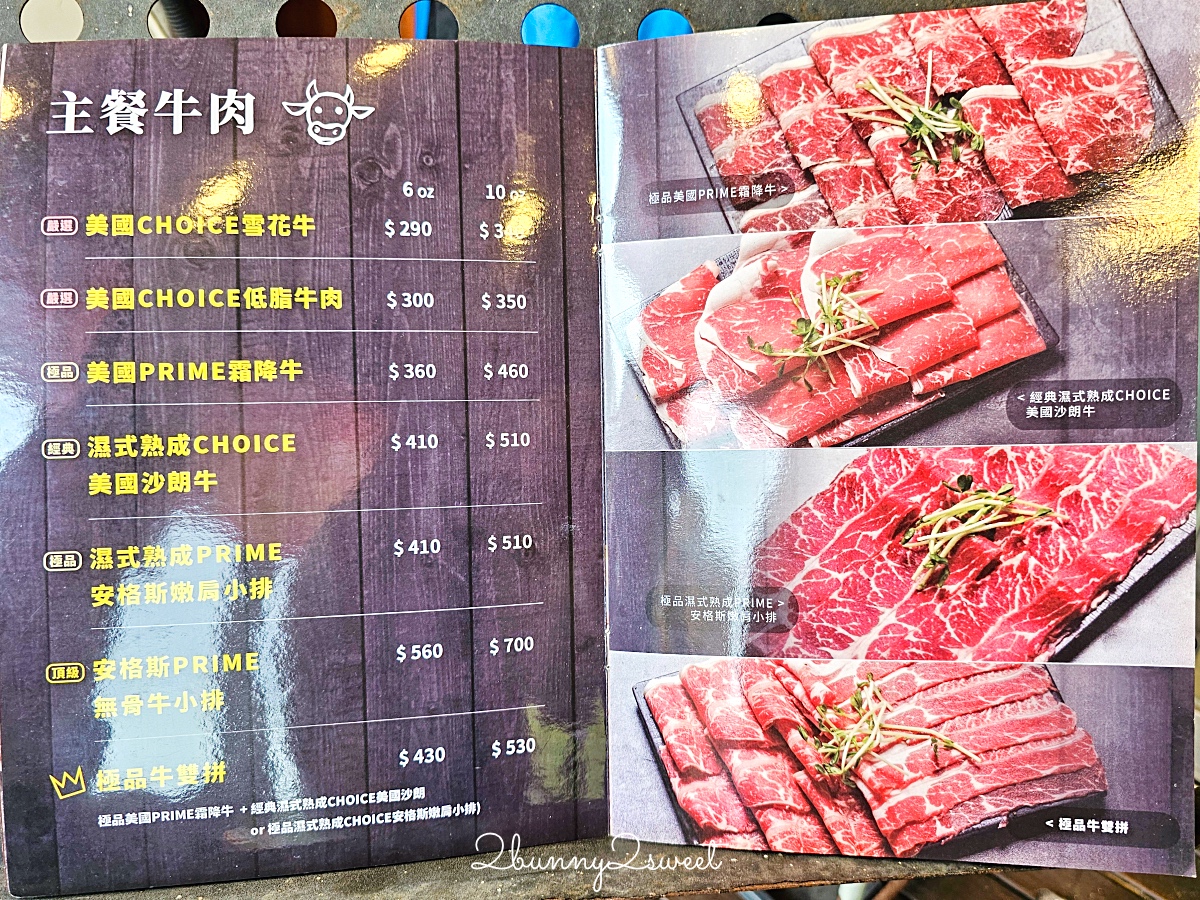 主餐牛肉
6 oz 10 oz
嚴選 美國CHOICE雪花牛 $290
嚴選 美國CHOICE低脂牛肉 $300 $350
極品 美國PRIME霜降牛 $360 $460
經典 濕式熟成CHOICE $410 $510
美國沙朗牛
極品 濕式熟成PRIME $410 $510
安格斯嫩肩小排
頂級 安格斯PRIME $560 $700
無骨牛小排
極品牛雙拼 $430 $530
極品美國PRIME霜降牛 + 經典濕式熟成CHOICE美國沙朗
or 極品濕式熟成CHOICE安格斯嫩肩小排)
極品美國PRIME霜降牛 >
< 經典濕式熟成CHOICE
美國沙朗牛
極品濕式熟成PRIME >
安格斯嫩肩小排
< 極品牛雙拼
2bunny2sweet